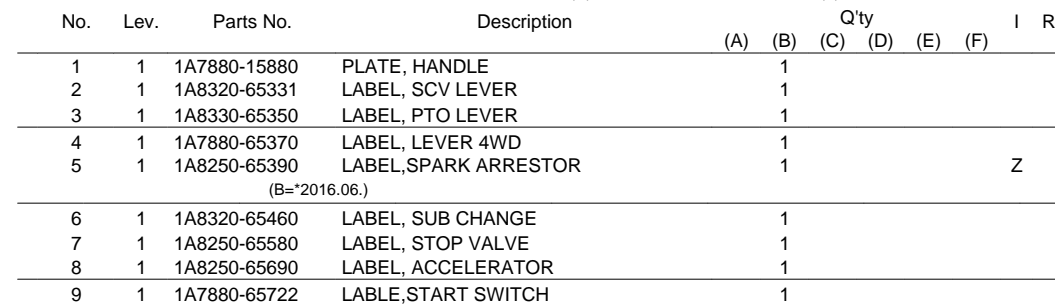 No. Lev. Parts No. Description Q'ty I R
(A) (B) (C) (D) (E) (F)
1 1 1A7880-15880 PLATE, HANDLE 1
2 1 1A8320-65331 LABEL, SCV LEVER 1
3 1 1A8330-65350 LABEL, PTO LEVER 1
4 1 1A7880-65370 LABEL, LEVER 4WD 1
5 1 1A8250-65390 LABEL,SPARK ARRESTOR 1 Z
(B=*2016.06.)
6 1 1A8320-65460 LABEL, SUB CHANGE 1
7 1 1A8250-65580 LABEL, STOP VALVE 1
8 1 1A8250-65690 LABEL, ACCELERATOR 1
9 1 1A7880-65722 LABLE,START SWITCH 1